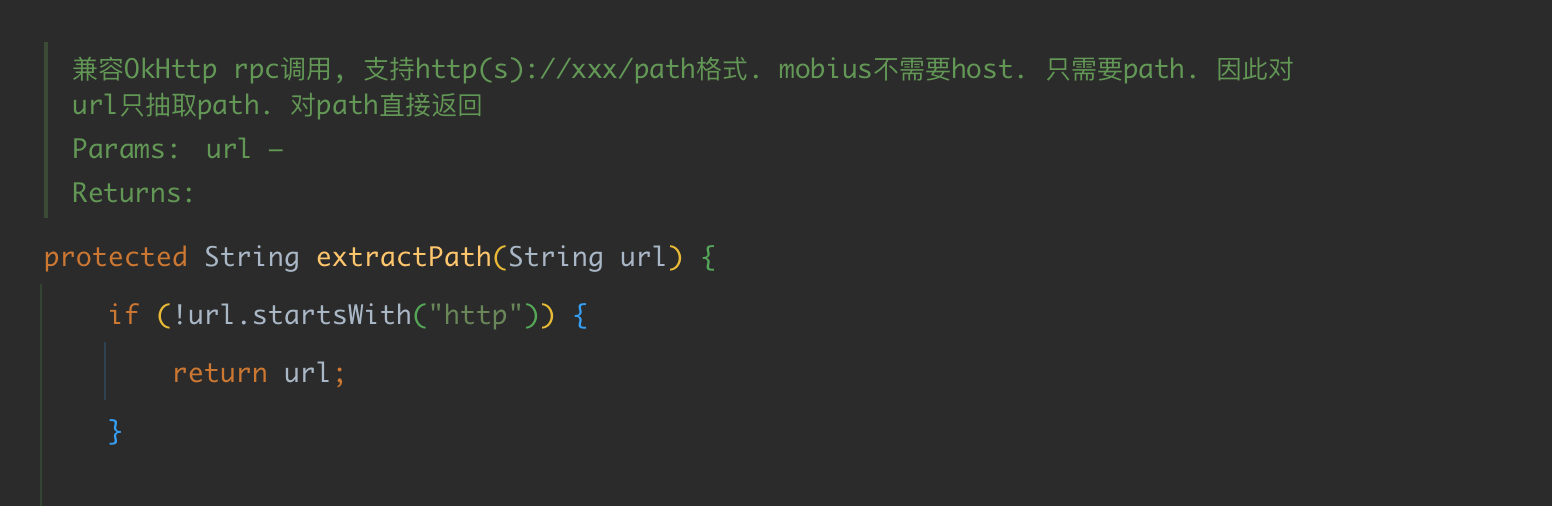 兼容OkHttp rpc调用, 支持http(s)://xxx/path格式. mobius不需要host. 只需要path. 因此对
url只抽取path. 对path直接返回
Params: url –
Returns:
protected String extractPath(String url) {
if (!url.startsWith("http")) {
return url;
}